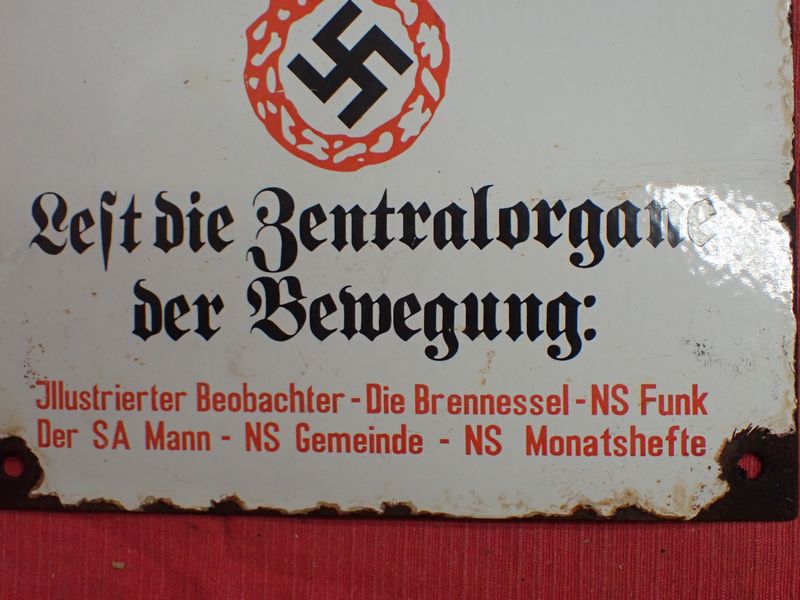 Leſt die Zentralorgane
der Bewegung:
Jllustrierter Beobachter - Die Brennessel - NS Funk
Der SA Mann - NS Gemeinde - NS Monatshefte